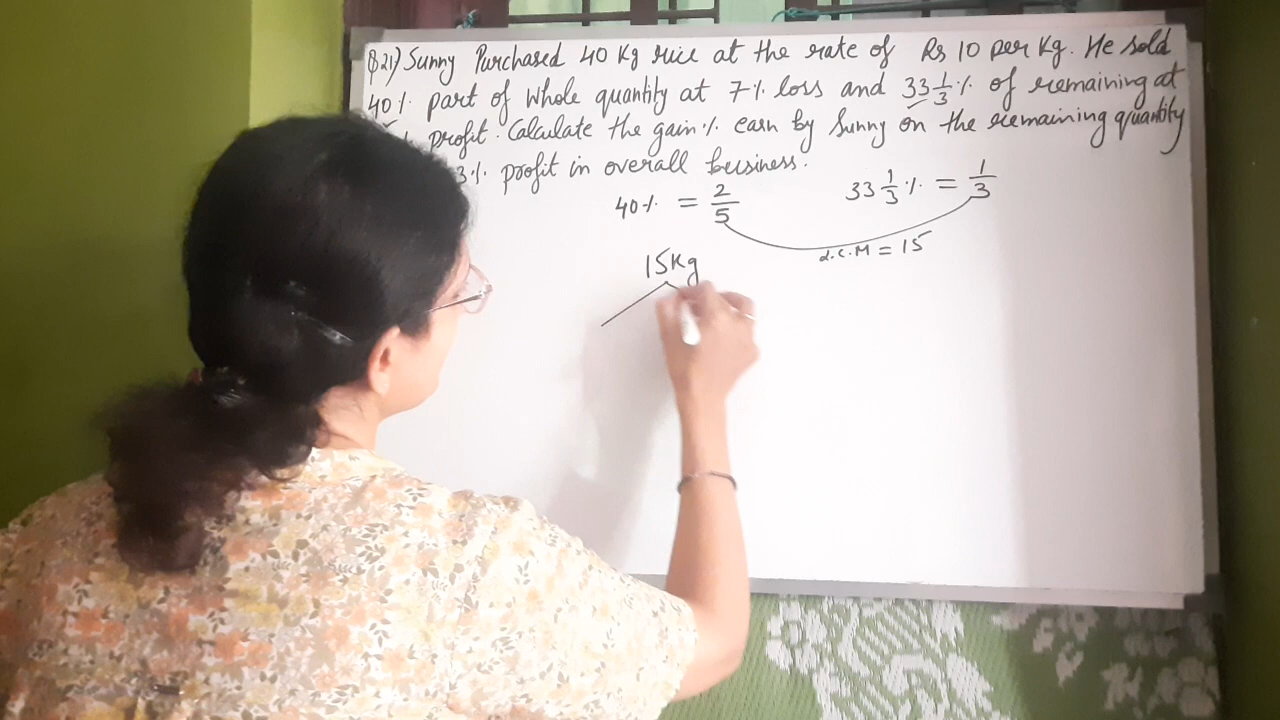 Q21) Sunny Purchased 40 Kg rice at the rate of Rs 10 per Kg. He sold
40% part of whole quantity at 7% loss and 33 1/3 % of remaining at
profit. Calculate the gain% earn by Sunny on the remaining quantity
3% profit in overall business.
40% = 2/5 33 1/3 % = 1/3
L.C.M = 15
15Kg